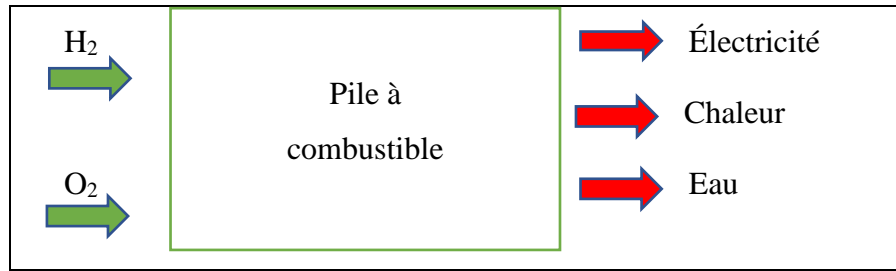 H₂
O₂
Pile à
combustible
Électricité
Chaleur
Eau